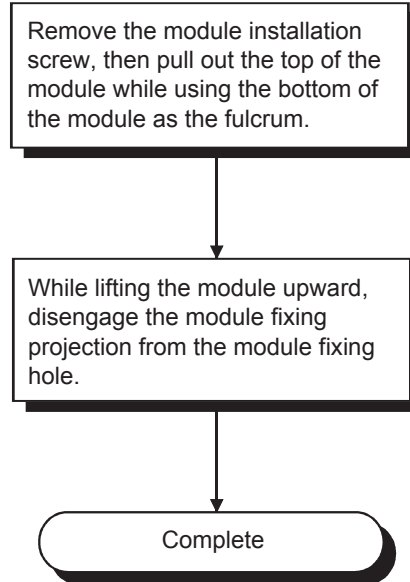 Remove the module installation
screw, then pull out the top of the
module while using the bottom of
the module as the fulcrum.
While lifting the module upward,
disengage the module fixing
projection from the module fixing
hole.
Complete